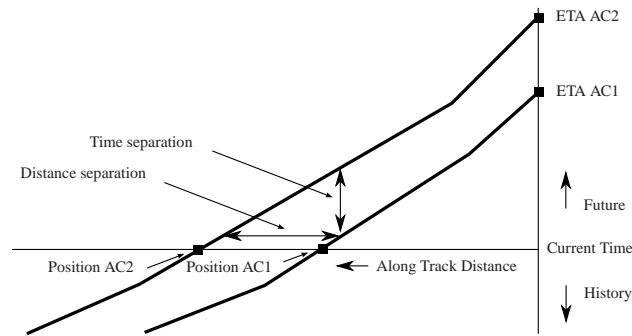 ETA AC2
ETA AC1
Time separation
Distance separation
Future
Current Time
Position AC2
Position AC1
Along Track Distance
History